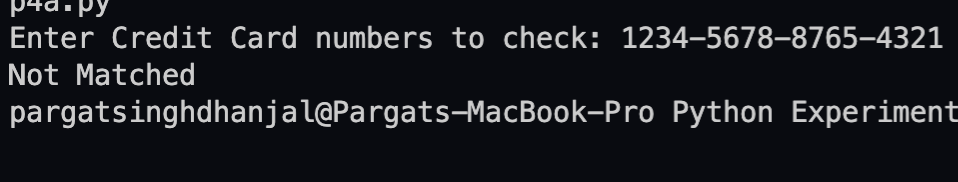 p4a.py
Enter Credit Card numbers to check: 1234-5678-8765-4321
Not Matched
pargatsinghdhanjal@Pargats-MacBook-Pro Python Experiment